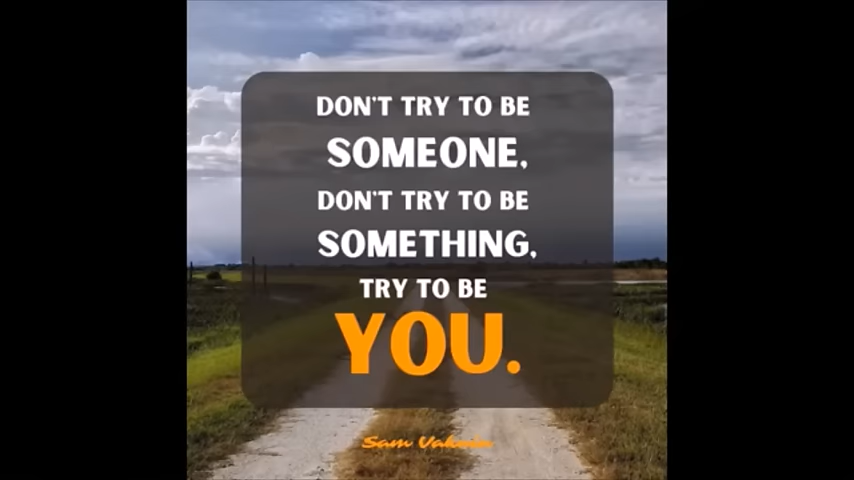 DON'T TRY TO BE
SOMEONE,
DON'T TRY TO BE
SOMETHING,
TRY TO BE
YOU.
Sam Vaknin